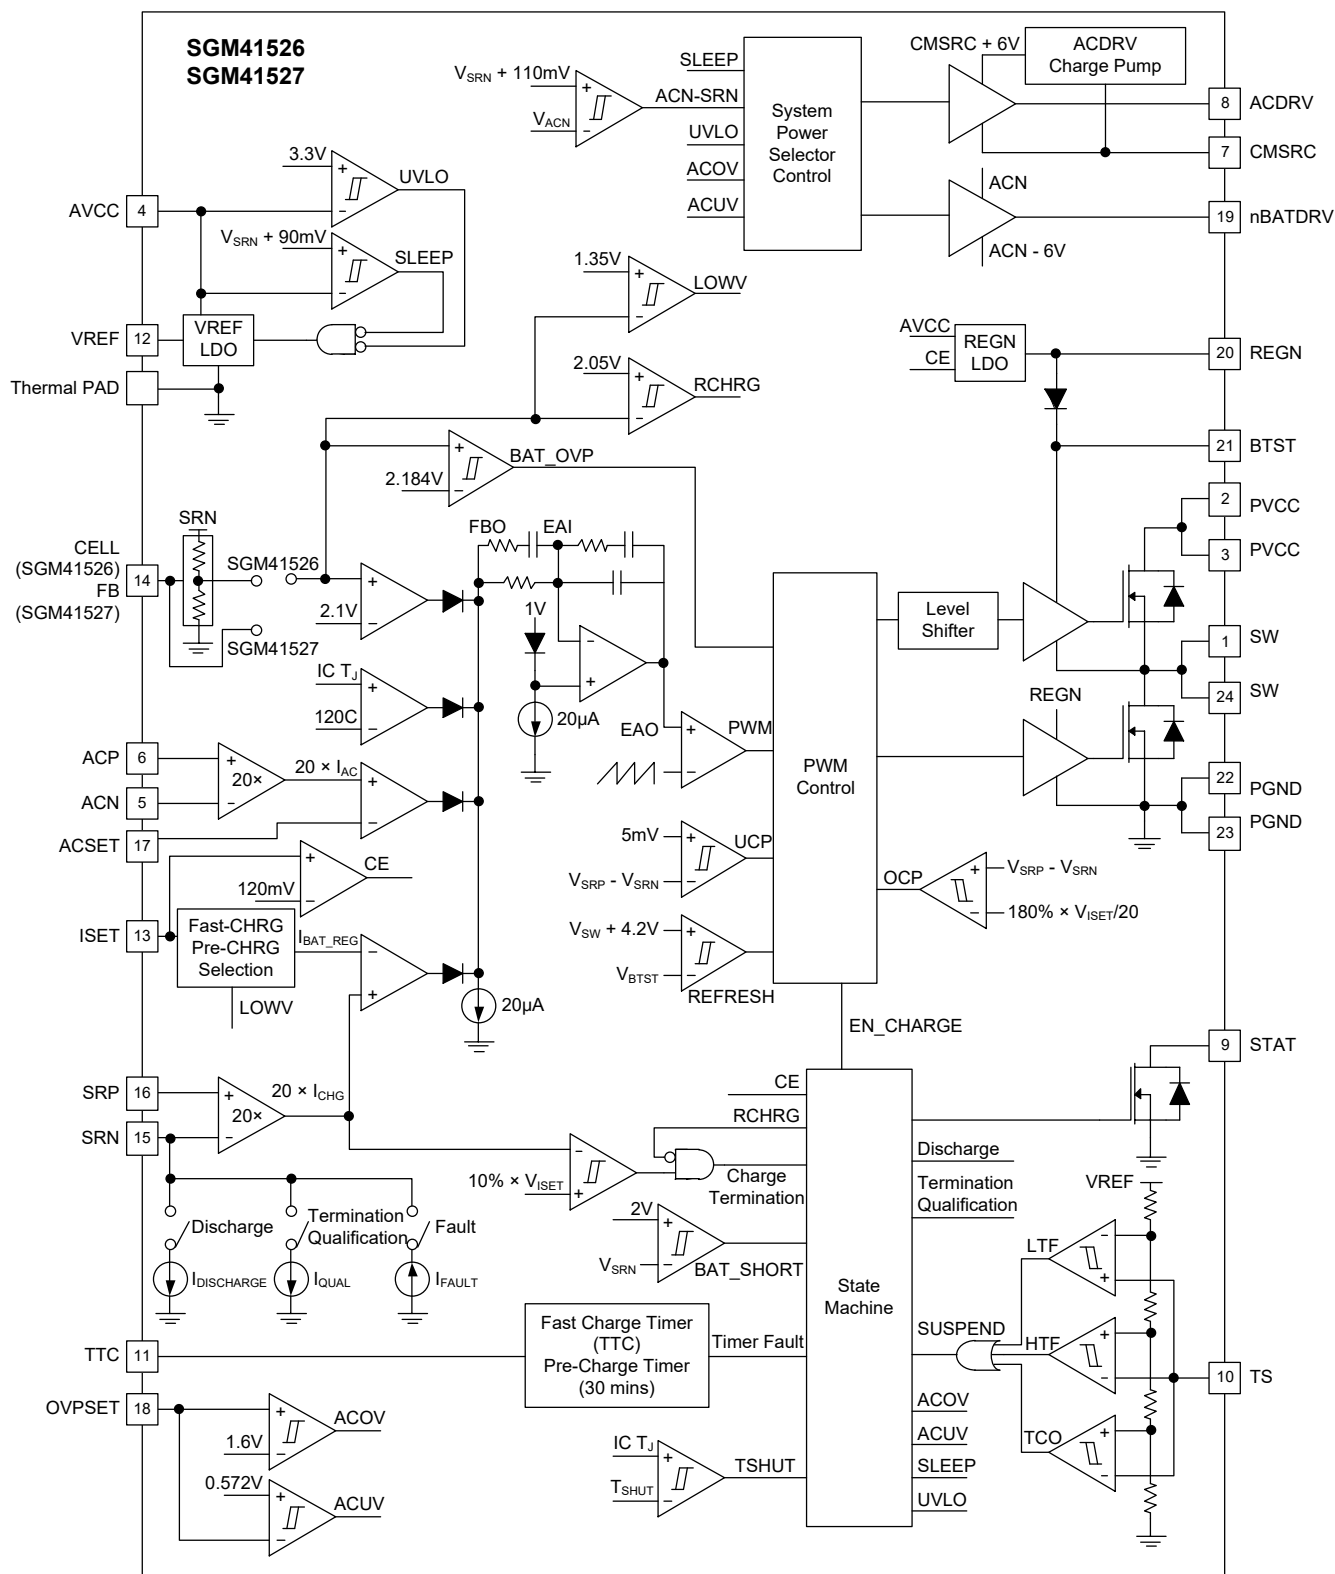 SGM41526
SGM41527
V_SRN + 110mV
V_ACN
ACN-SRN
SLEEP
UVLO
ACOV
ACUV
System
Power
Selector
Control
CMSRC + 6V
ACDRV
Charge Pump
8 ACDRV
7 CMSRC
ACN
ACN - 6V
19 nBATDRV
3.3V
UVLO
AVCC 4
V_SRN + 90mV
SLEEP
VREF 12
VREF
LDO
Thermal PAD
1.35V
LOWV
2.05V
RCHRG
BAT_OVP
2.184V
AVCC
CE
REGN
LDO
20 REGN
21 BTST
2 PVCC
3 PVCC
SRN
CELL
(SGM41526)
14
FB
(SGM41527)
SGM41526
SGM41527
2.1V
FBO
EAI
1V
20µA
IC T_J
120C
EAO
PWM
PWM
Control
Level
Shifter
1 SW
24 SW
REGN
22 PGND
23 PGND
ACP 6
ACN 5
20×
20 × I_AC
ACSET 17
CE
120mV
ISET 13
Fast-CHRG
Pre-CHRG
Selection
I_BAT_REG
LOWV
20µA
5mV
UCP
V_SRP - V_SRN
V_SW + 4.2V
V_BTST
REFRESH
OCP
V_SRP - V_SRN
180% × V_ISET/20
EN_CHARGE
SRP 16
SRN 15
20×
20 × I_CHG
10% × V_ISET
CE
RCHRG
Charge
Termination
2V
V_SRN
BAT_SHORT
State
Machine
9 STAT
Discharge
Termination
Qualification
VREF
LTF
HTF
TCO
SUSPEND
10 TS
Discharge
Termination
Qualification
Fault
I_DISCHARGE
I_QUAL
I_FAULT
TTC 11
Fast Charge Timer
(TTC)
Pre-Charge Timer
(30 mins)
Timer Fault
OVPSET 18
1.6V
ACOV
0.572V
ACUV
IC T_J
T_SHUT
TSHUT
ACOV
ACUV
SLEEP
UVLO